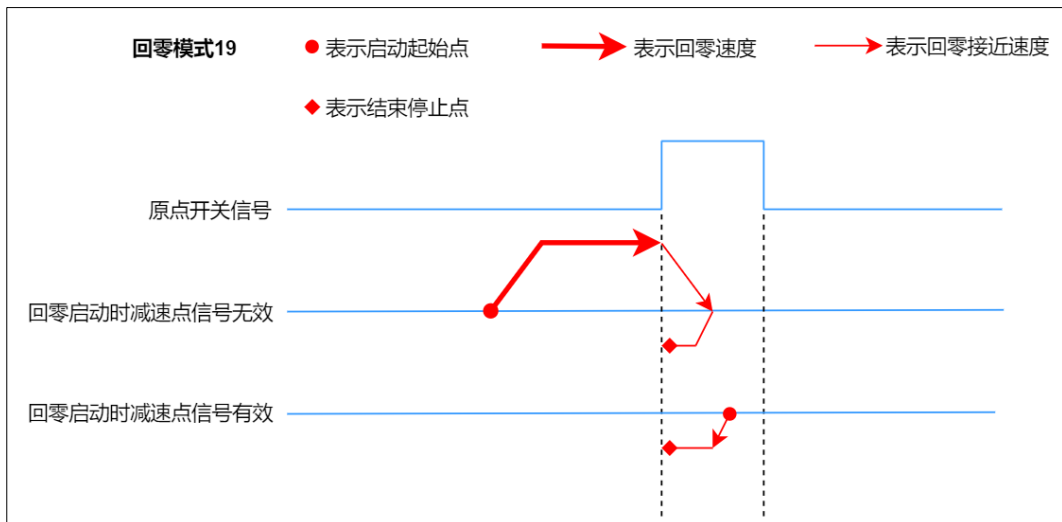 回零模式19 表示启动起始点 表示回零速度 表示回零接近速度
表示结束停止点
原点开关信号
回零启动时减速点信号无效
回零启动时减速点信号有效